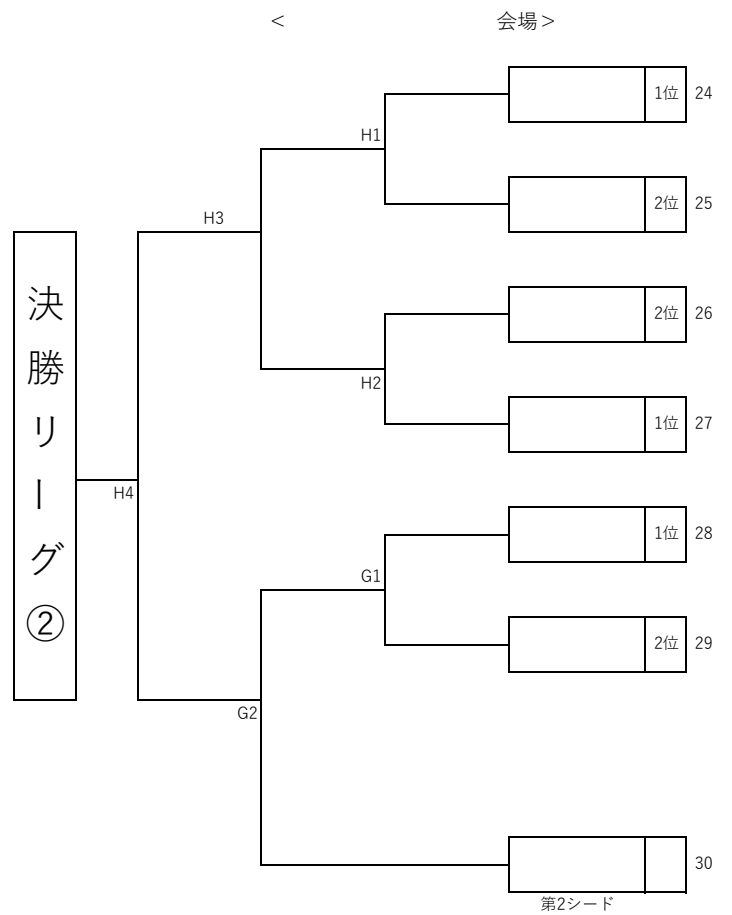 ＜　会場＞
1位 24
H1
2位 25
H3
2位 26
H2
1位 27
決勝リーグ②
H4
1位 28
G1
2位 29
G2
30
第2シード